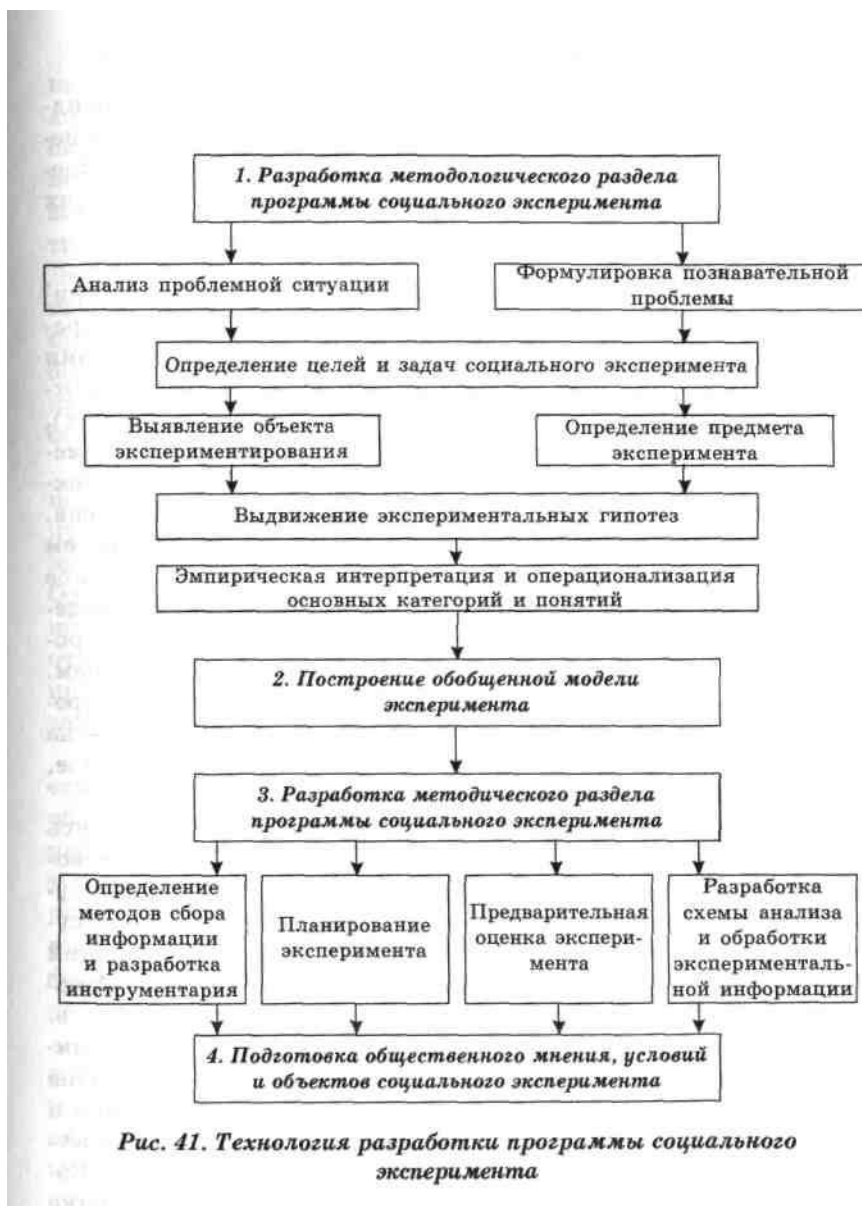 1. Разработка методологического раздела
программы социального эксперимента
Анализ проблемной ситуации
Формулировка познавательной
проблемы
Определение целей и задач социального эксперимента
Выявление объекта
экспериментирования
Определение предмета
эксперимента
Выдвижение экспериментальных гипотез
Эмпирическая интерпретация и операционализация
основных категорий и понятий
2. Построение обобщенной модели
эксперимента
3. Разработка методического раздела
программы социального эксперимента
Определение
методов сбора
информации
и разработка
инструментария
Планирование
эксперимента
Предварительная
оценка экспери-
мента
Разработка
схемы анализа
и обработки
эксперименталь-
ной информации
4. Подготовка общественного мнения, условий
и объектов социального эксперимента
Рис. 41. Технология разработки программы социального
эксперимента